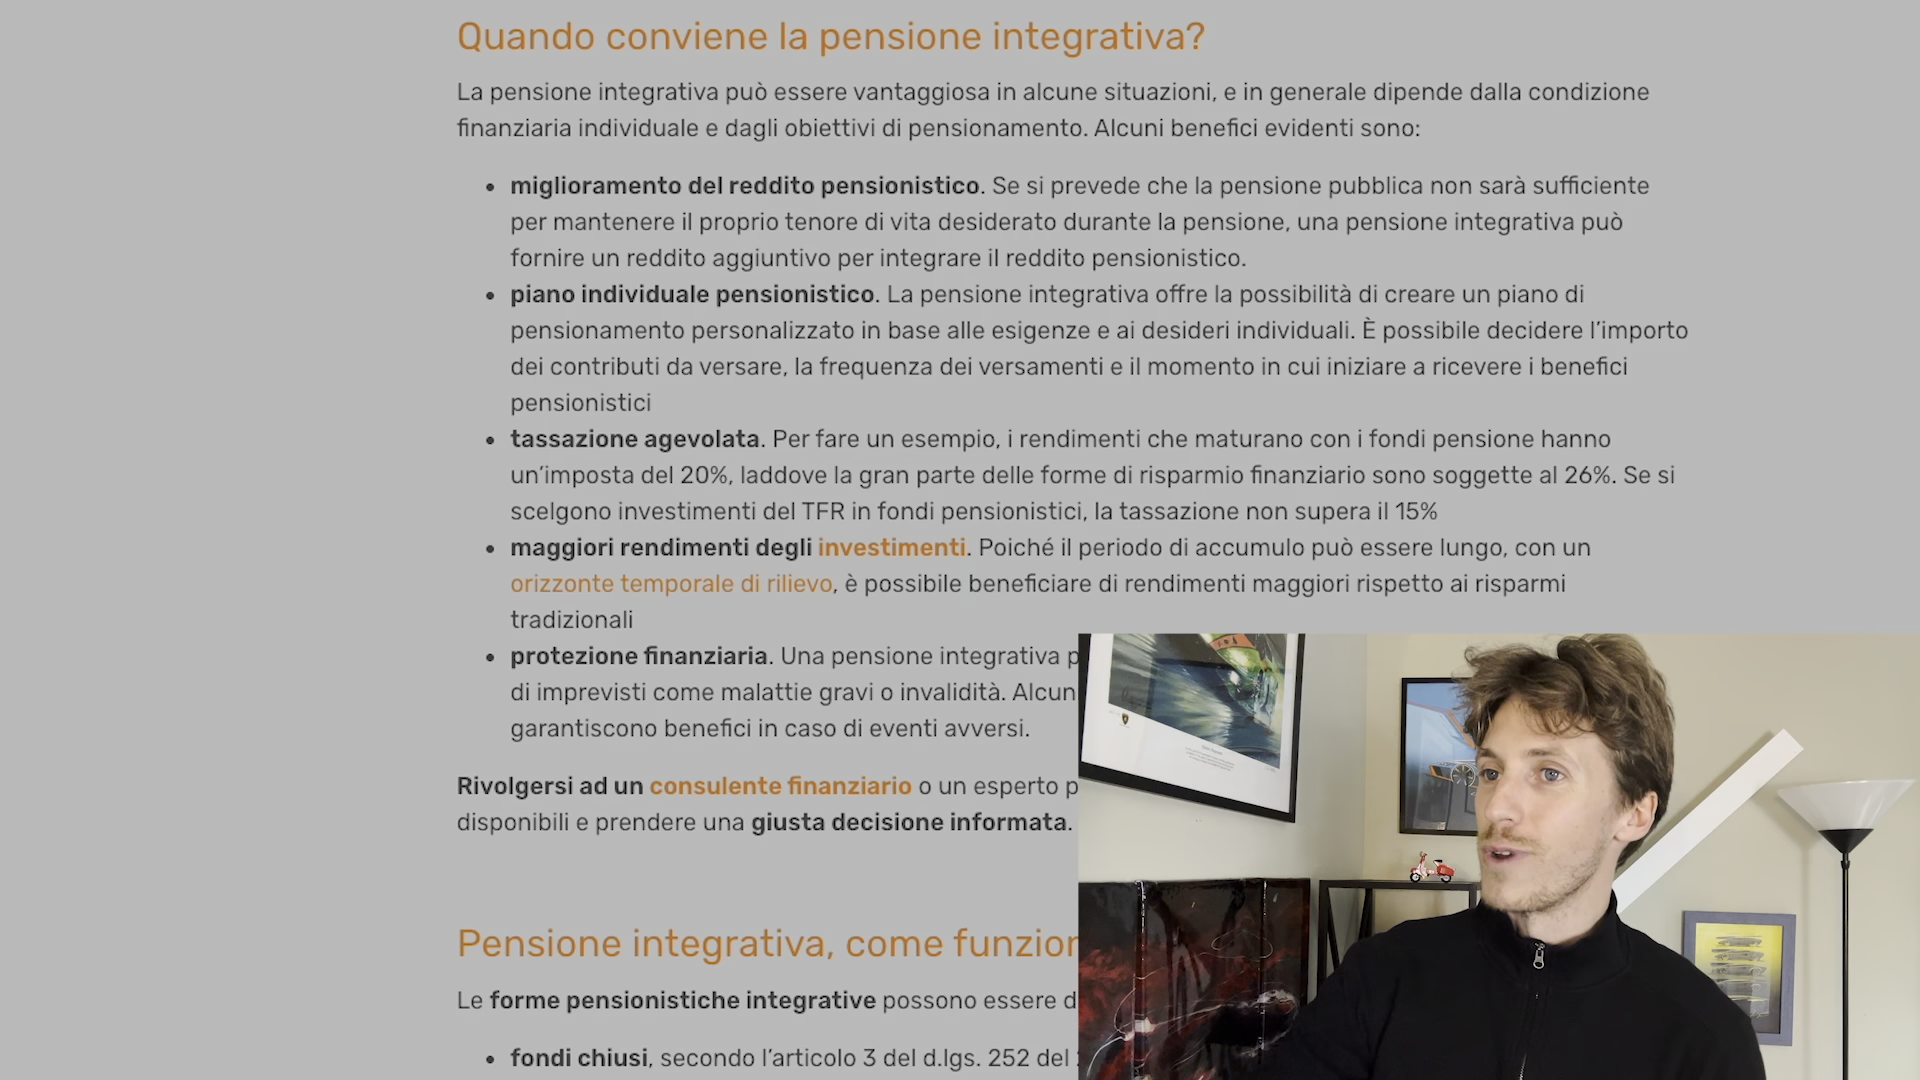 Quando conviene la pensione integrativa?
La pensione integrativa può essere vantaggiosa in alcune situazioni, e in generale dipende dalla condizione
finanziaria individuale e dagli obiettivi di pensionamento. Alcuni benefici evidenti sono:
• miglioramento del reddito pensionistico. Se si prevede che la pensione pubblica non sarà sufficiente
per mantenere il proprio tenore di vita desiderato durante la pensione, una pensione integrativa può
fornire un reddito aggiuntivo per integrare il reddito pensionistico.
• piano individuale pensionistico. La pensione integrativa offre la possibilità di creare un piano di
pensionamento personalizzato in base alle esigenze e ai desideri individuali. È possibile decidere l’importo
dei contributi da versare, la frequenza dei versamenti e il momento in cui iniziare a ricevere i benefici
pensionistici
• tassazione agevolata. Per fare un esempio, i rendimenti che maturano con i fondi pensione hanno
un’imposta del 20%, laddove la gran parte delle forme di risparmio finanziario sono soggette al 26%. Se si
scelgono investimenti del TFR in fondi pensionistici, la tassazione non supera il 15%
• maggiori rendimenti degli investimenti. Poiché il periodo di accumulo può essere lungo, con un
orizzonte temporale di rilievo, è possibile beneficiare di rendimenti maggiori rispetto ai risparmi
tradizionali
• protezione finanziaria. Una pensione integrativa p
di imprevisti come malattie gravi o invalidità. Alcun
garantiscono benefici in caso di eventi avversi.
Rivolgersi ad un consulente finanziario o un esperto p
disponibili e prendere una giusta decisione informata.
Pensione integrativa, come funzion
Le forme pensionistiche integrative possono essere d
• fondi chiusi, secondo l’articolo 3 del d.lgs. 252 del